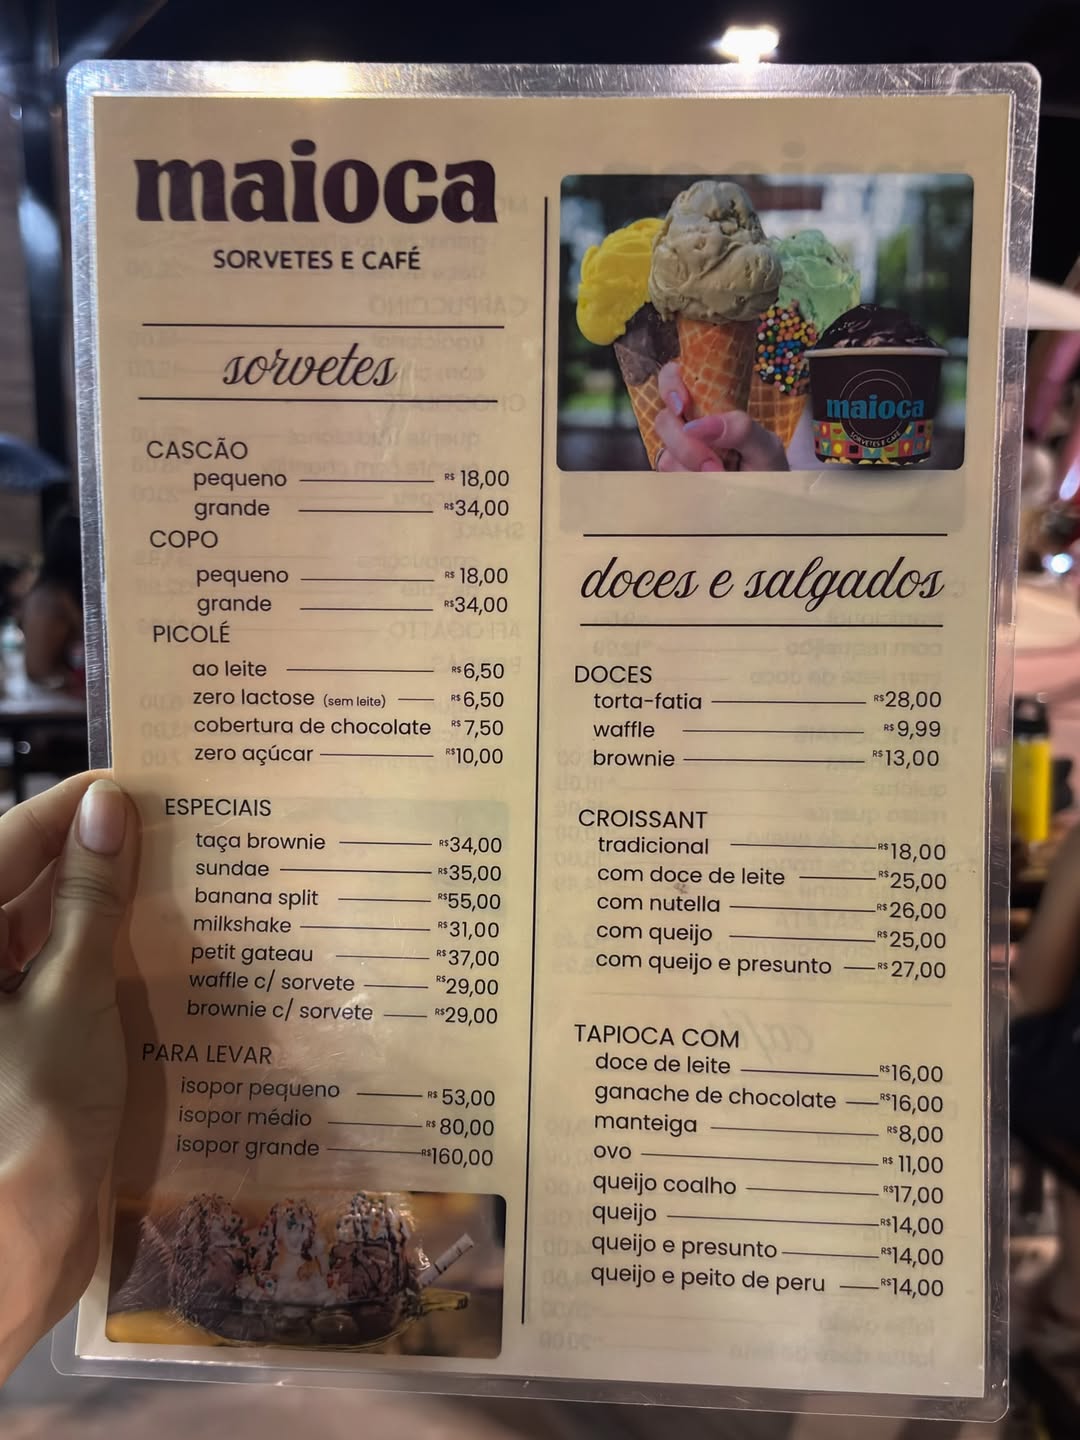 maioca
SORVETES E CAFÉ
sorvetes
CASCÃO
pequeno R$ 18,00
grande R$ 34,00
COPO
pequeno R$ 18,00
grande R$ 34,00
PICOLÉ
ao leite R$ 6,50
zero lactose (sem leite) R$ 6,50
cobertura de chocolate R$ 7,50
zero açúcar R$ 10,00
ESPECIAIS
taça brownie R$ 34,00
sundae R$ 35,00
banana split R$ 55,00
milkshake R$ 31,00
petit gateau R$ 37,00
waffle c/ sorvete R$ 29,00
brownie c/ sorvete R$ 29,00
PARA LEVAR
isopor pequeno R$ 53,00
isopor médio R$ 80,00
isopor grande R$ 160,00
maioca
SORVETES E CAFÉ
doces e salgados
DOCES
torta-fatia R$ 28,00
waffle R$ 9,99
brownie R$ 13,00
CROISSANT
tradicional R$ 18,00
com doce de leite R$ 25,00
com nutella R$ 26,00
com queijo R$ 25,00
com queijo e presunto R$ 27,00
TAPIOCA COM
doce de leite R$ 16,00
ganache de chocolate R$ 16,00
manteiga R$ 8,00
ovo R$ 11,00
queijo coalho R$ 17,00
queijo R$ 14,00
queijo e presunto R$ 14,00
queijo e peito de peru R$ 14,00